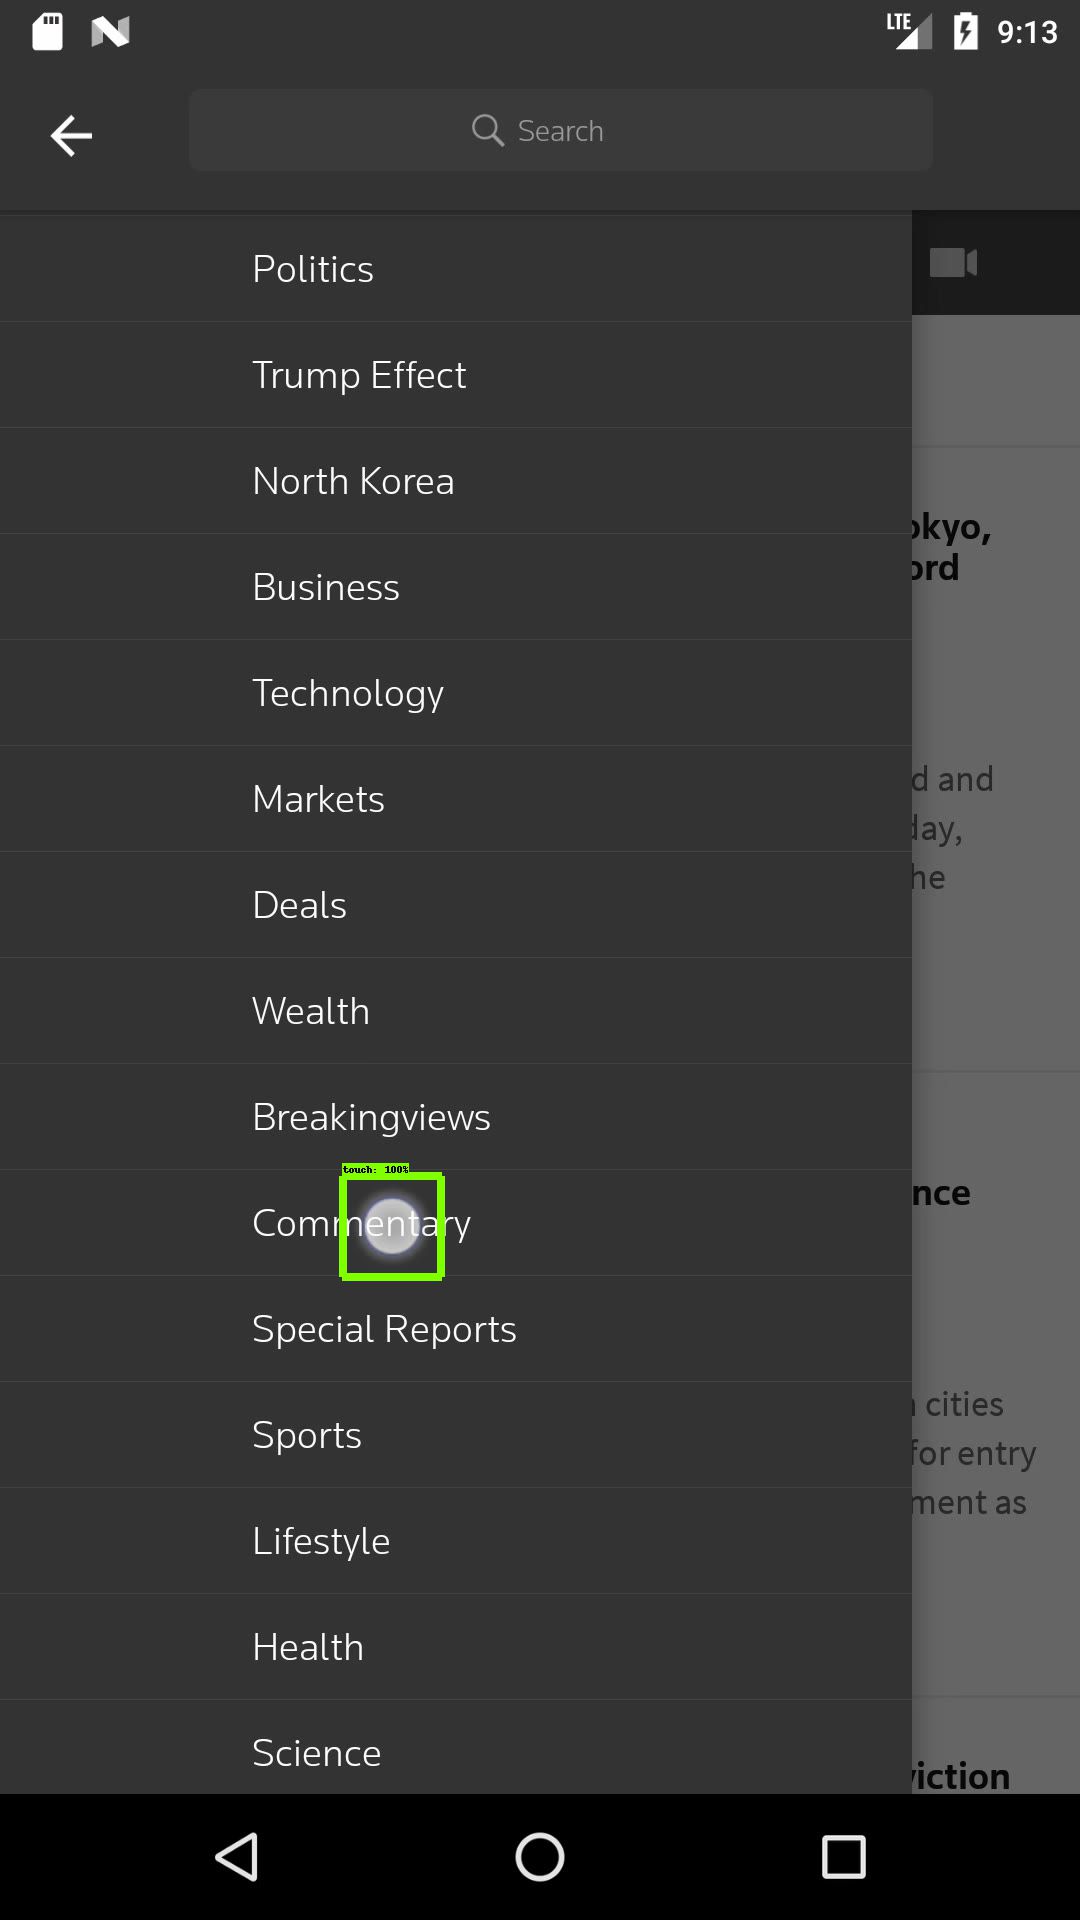 LTE 9:13
Search
Politics
Trump Effect
North Korea
okyo,
Business
ord
Technology
Markets
d and
day,
Deals
he
Wealth
Breakingviews
touch: 100%
nce
Commentary
Special Reports
Sports
cities
for entry
Lifestyle
ment as
Health
Science
viction